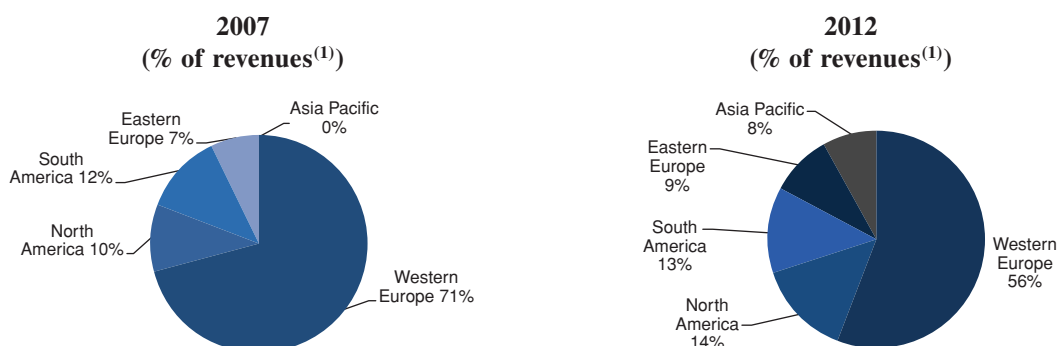 2007
(% of revenues(1))
Asia Pacific
0%
Eastern
Europe 7%
South
America 12%
North
America 10%
Western
Europe 71%
2012
(% of revenues(1))
Asia Pacific
8%
Eastern
Europe
9%
South
America
13%
North
America
14%
Western
Europe
56%